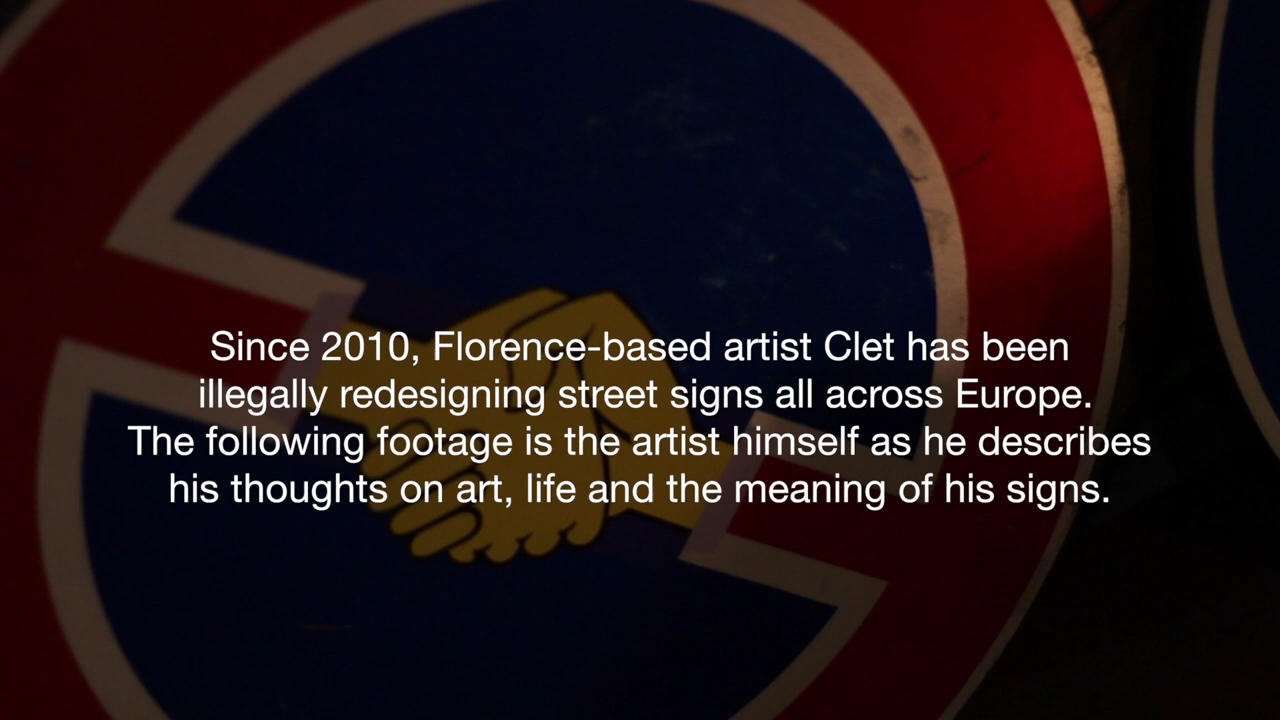 Since 2010, Florence-based artist Clet has been
illegally redesigning street signs all across Europe.
The following footage is the artist himself as he describes
his thoughts on art, life and the meaning of his signs.